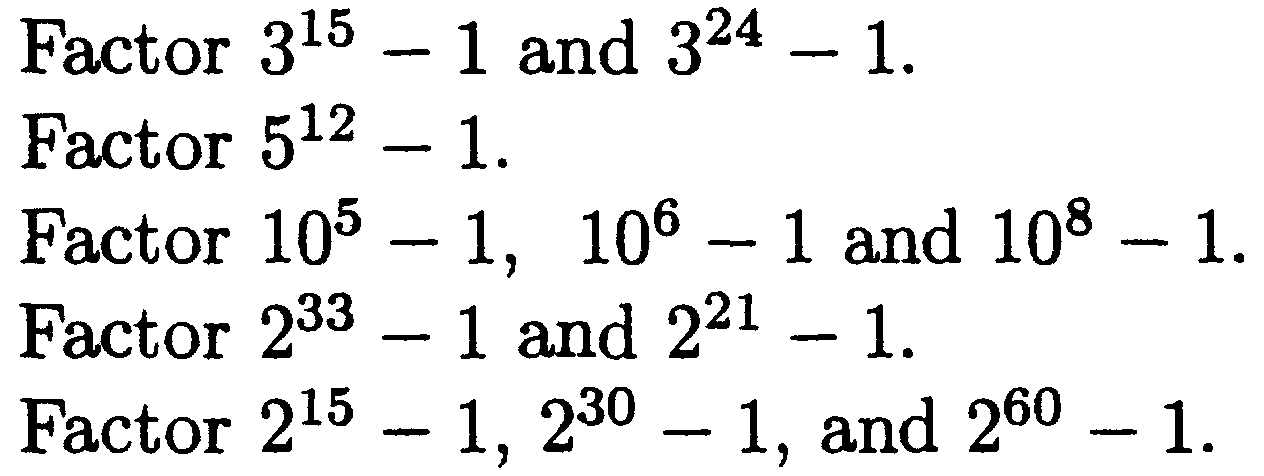 Factor 3^15 − 1 and 3^24 − 1.
Factor 5^12 − 1.
Factor 10^5 − 1, 10^6 − 1 and 10^8 − 1.
Factor 2^33 − 1 and 2^21 − 1.
Factor 2^15 − 1, 2^30 − 1, and 2^60 − 1.